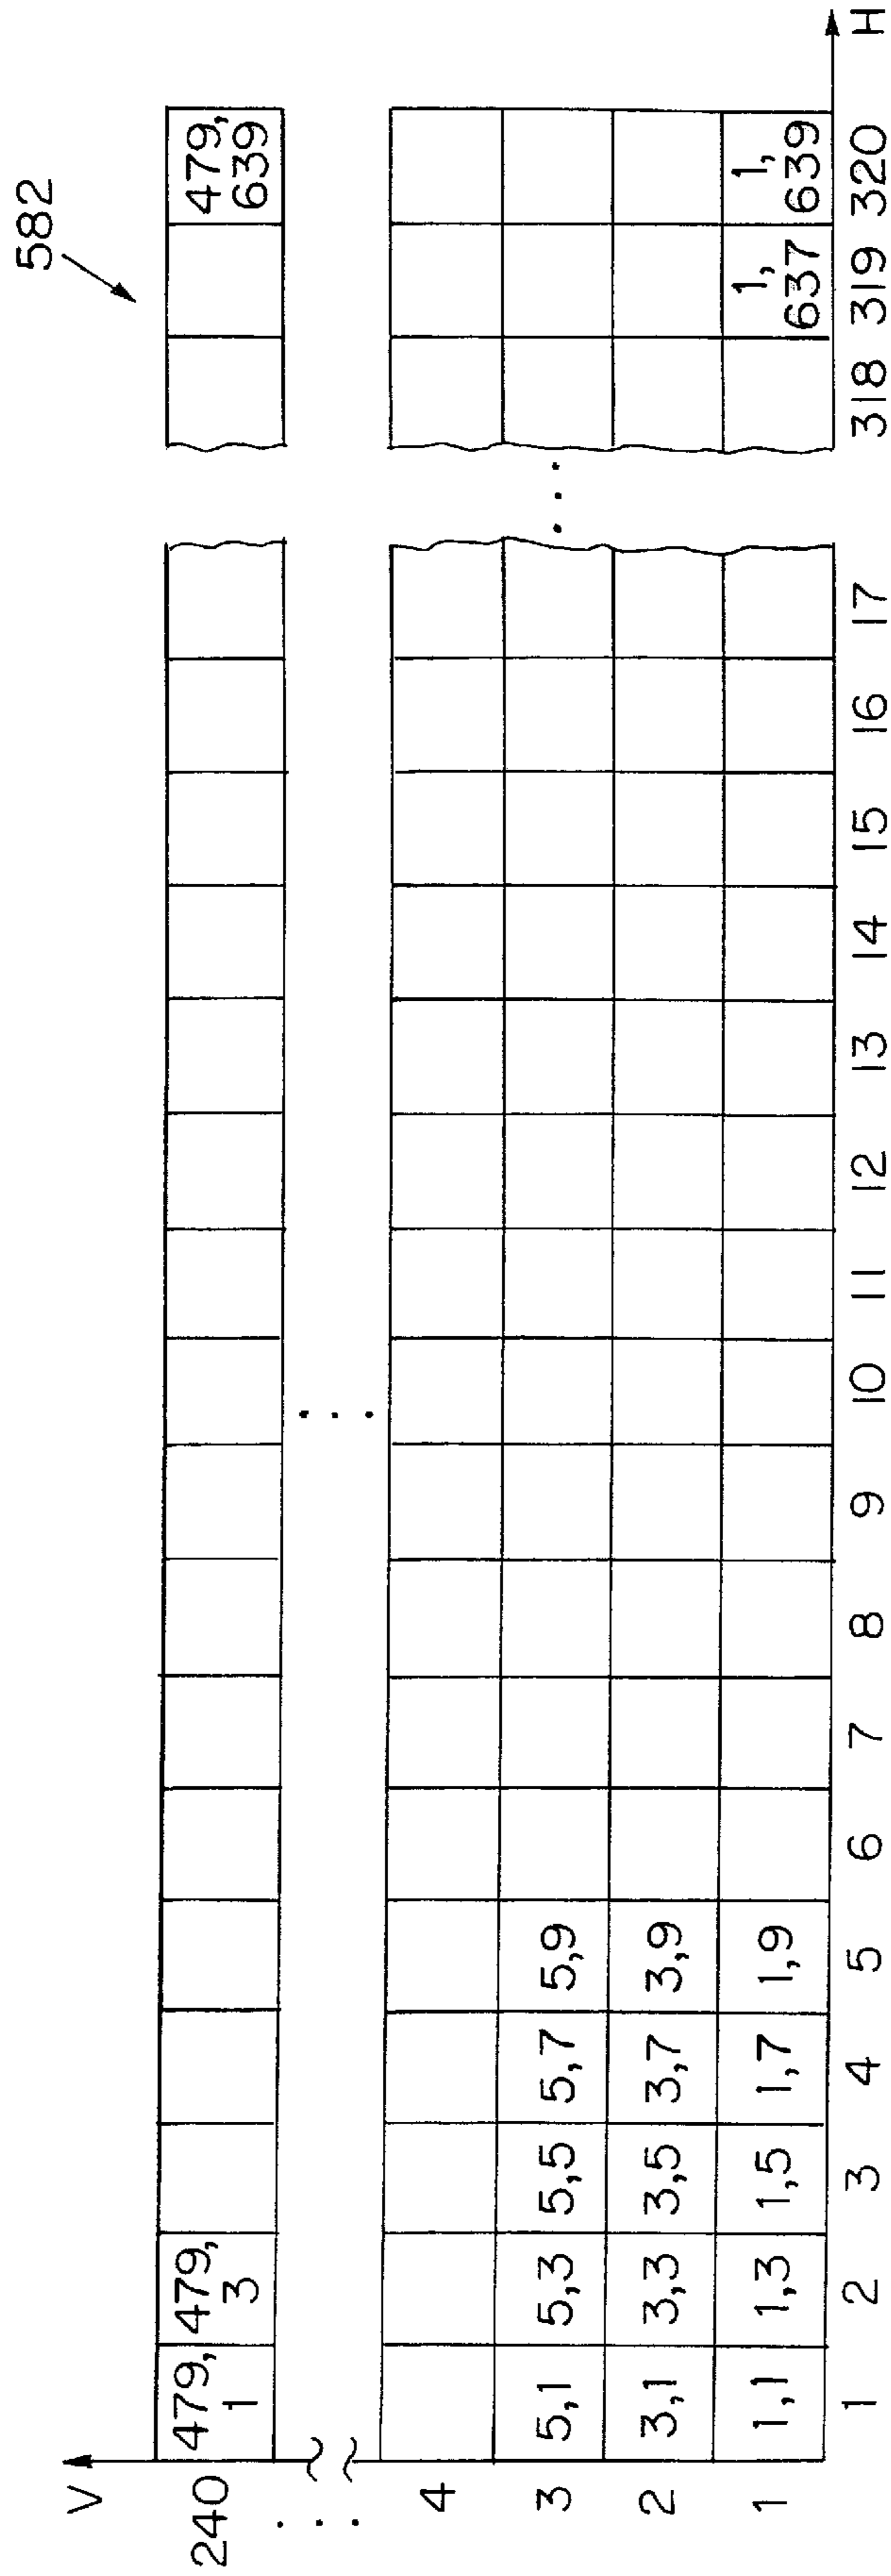 582
V
240 479, 479, 479,
1 3 639
4
3 5,1 5,3 5,5 5,7 5,9
2 3,1 3,3 3,5 3,7 3,9
1 1,1 1,3 1,5 1,7 1,9 1, 1,
637 639
1 2 3 4 5 6 7 8 9 10 11 12 13 14 15 16 17 318 319 320 H